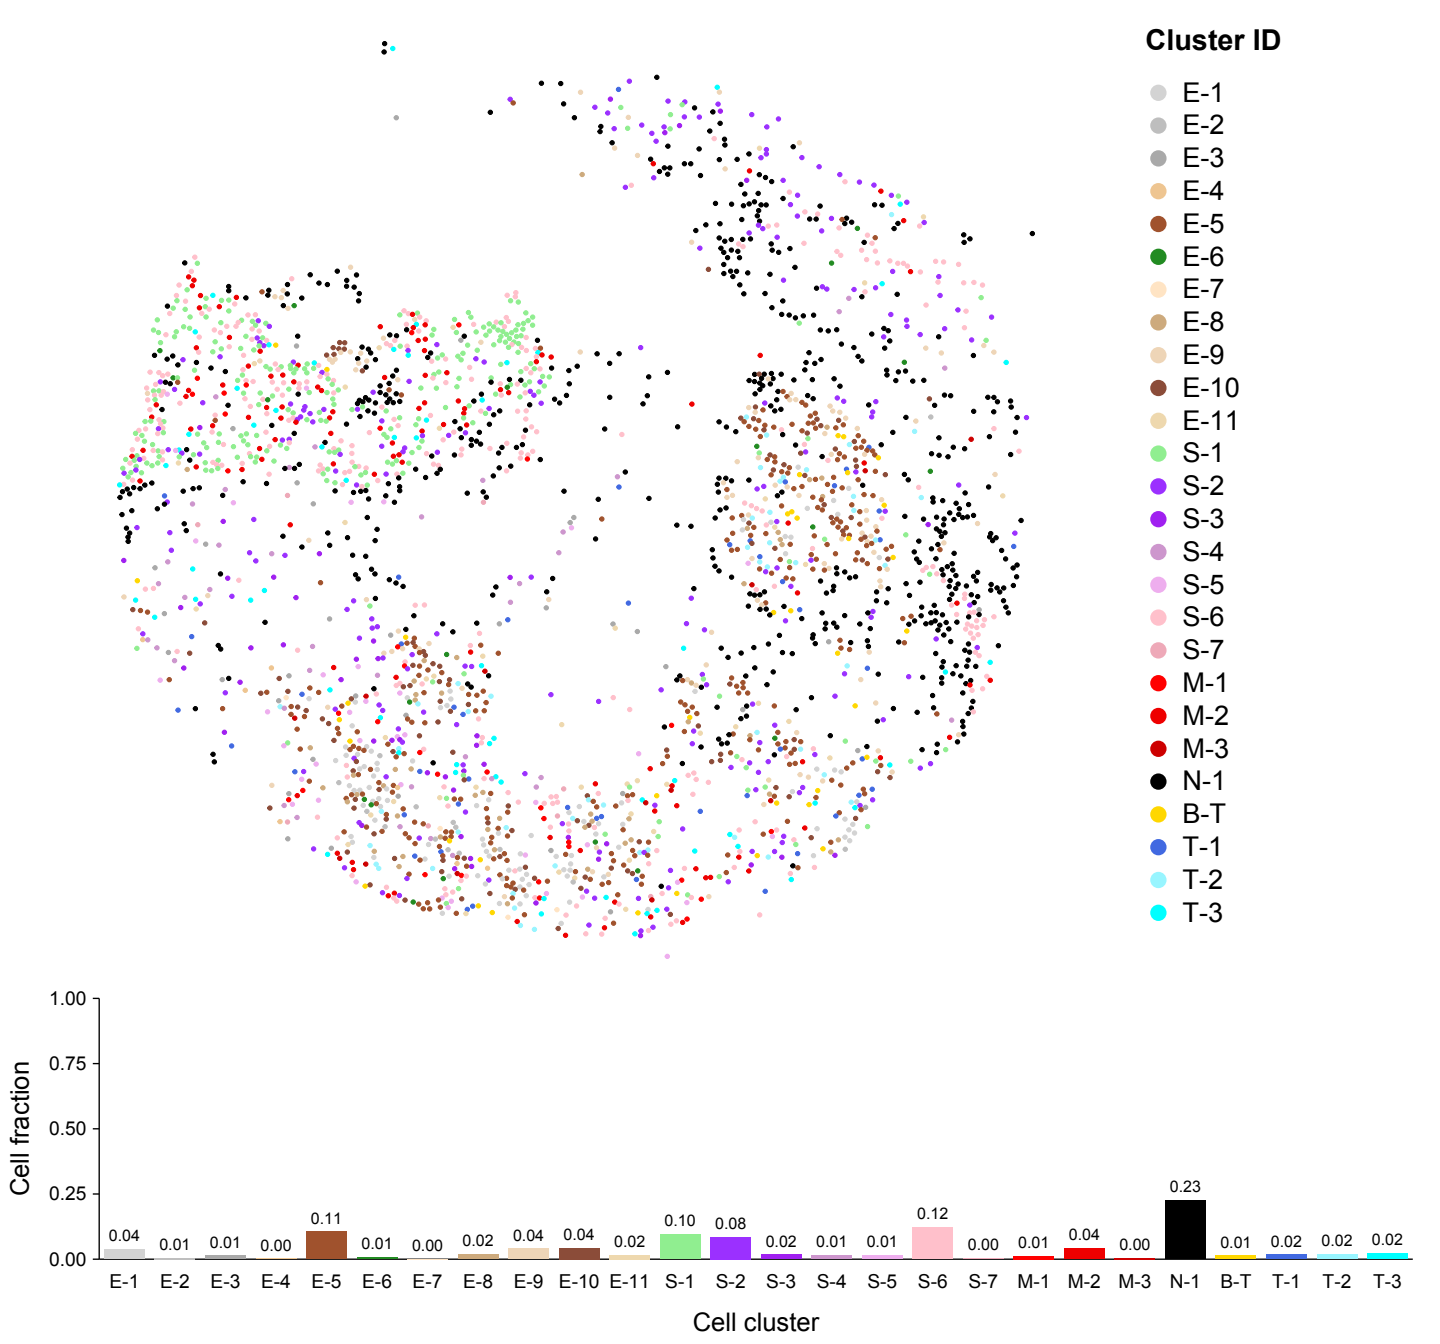 Cluster ID
E-1
E-2
E-3
E-4
E-5
E-6
E-7
E-8
E-9
E-10
E-11
S-1
S-2
S-3
S-4
S-5
S-6
S-7
M-1
M-2
M-3
N-1
B-T
T-1
T-2
T-3
1.00
0.75
0.50
0.25
0.00
Cell fraction
0.04 0.01 0.01 0.00 0.11 0.01 0.00 0.02 0.04 0.04 0.02 0.10 0.08 0.02 0.01 0.01 0.12 0.00 0.01 0.04 0.00 0.23 0.01 0.02 0.02 0.02
E-1 E-2 E-3 E-4 E-5 E-6 E-7 E-8 E-9 E-10 E-11 S-1 S-2 S-3 S-4 S-5 S-6 S-7 M-1 M-2 M-3 N-1 B-T T-1 T-2 T-3
Cell cluster